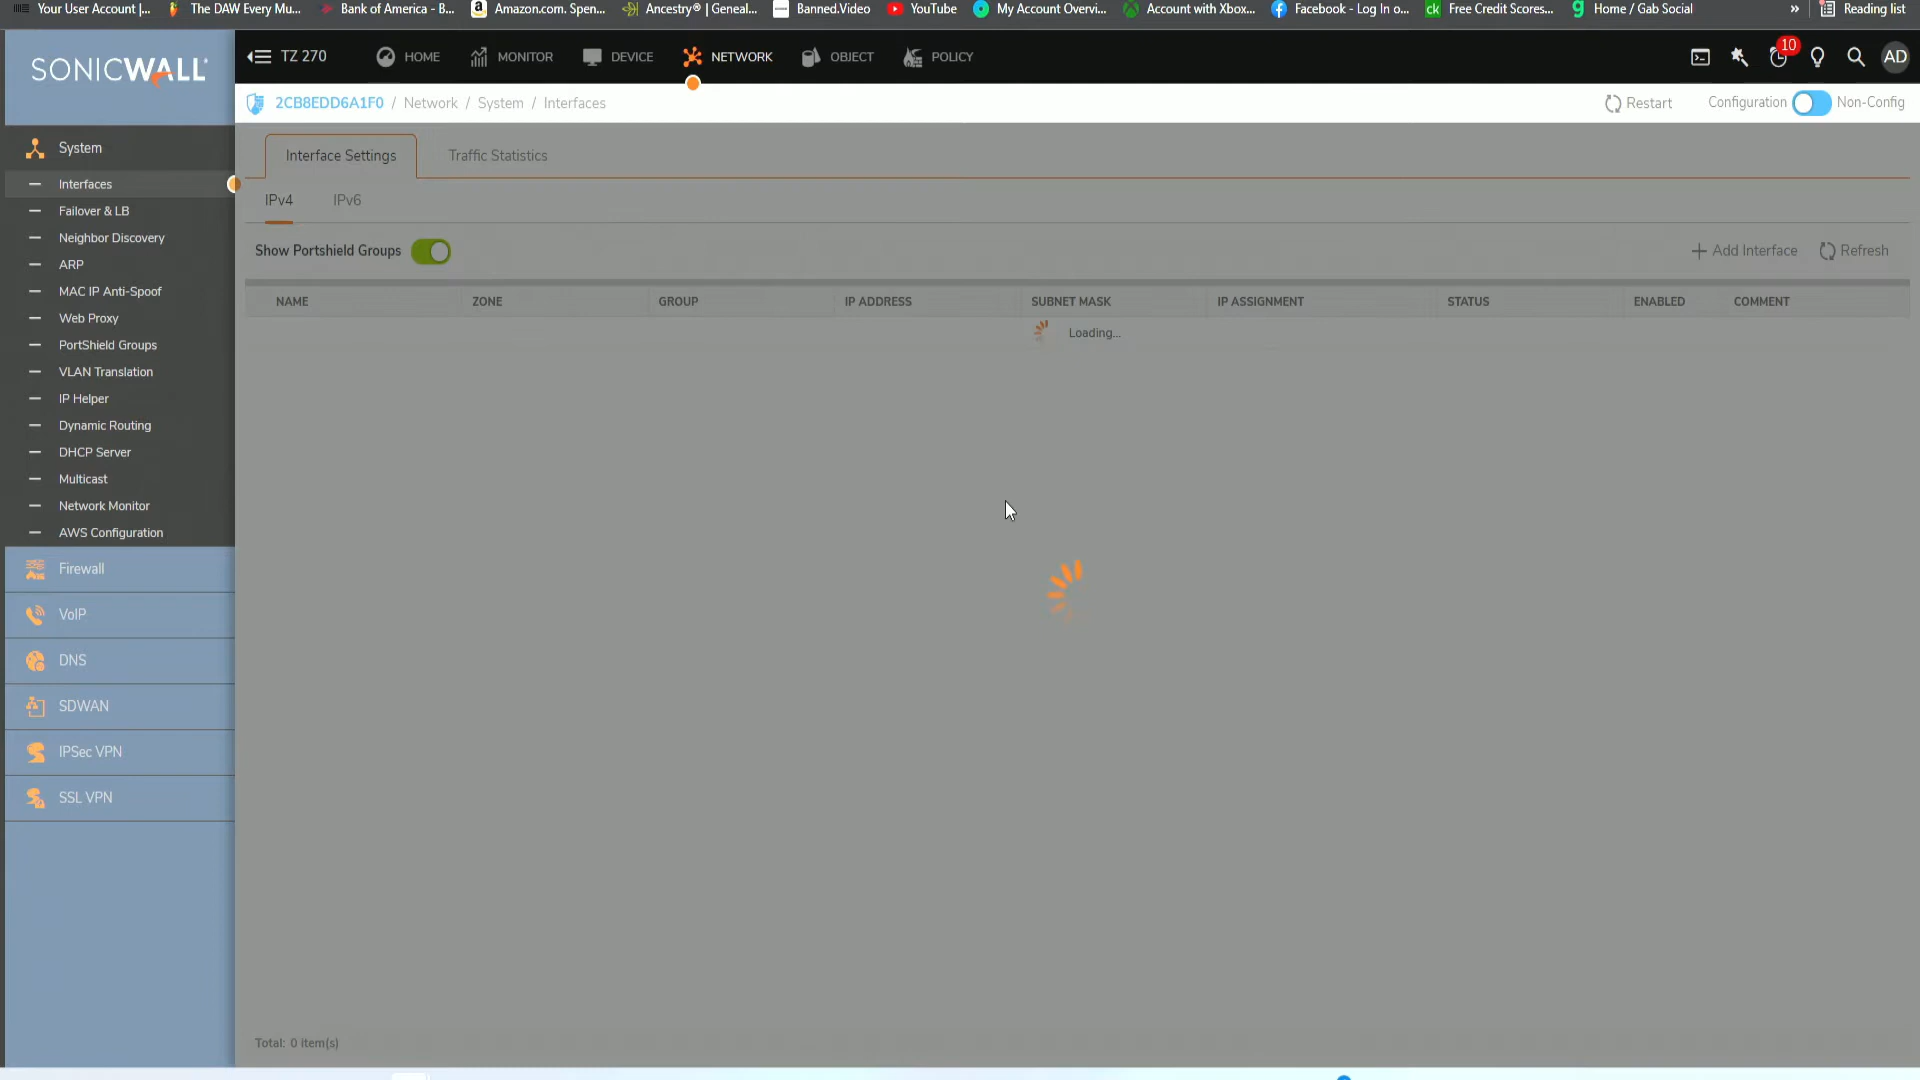 Your User Account |... The DAW Every Mu... Bank of America - B... Amazon.com. Spen... Ancestry® | Geneal... Banned.Video YouTube My Account Overvi... Account with Xbox... Facebook - Log In o... ck Free Credit Scores... Home / Gab Social » Reading list
SONICWALL
TZ 270 HOME MONITOR DEVICE NETWORK OBJECT POLICY 10 AD
2CB8EDD6A1F0 / Network / System / Interfaces Restart Configuration Non-Config
System
Interfaces
Failover & LB
Neighbor Discovery
ARP
MAC IP Anti-Spoof
Web Proxy
PortShield Groups
VLAN Translation
IP Helper
Dynamic Routing
DHCP Server
Multicast
Network Monitor
AWS Configuration
Firewall
VoIP
DNS
SDWAN
IPSec VPN
SSL VPN
Interface Settings Traffic Statistics
IPv4 IPv6
Show Portshield Groups Add Interface Refresh
NAME ZONE GROUP IP ADDRESS SUBNET MASK IP ASSIGNMENT STATUS ENABLED COMMENT
Loading...
Total: 0 item(s)